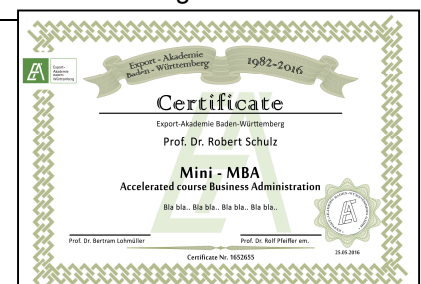 Export - Akademie
Baden - Württemberg
1982-2016
Export-
Akademie
Baden-
Württemberg
Certificate
Export-Akademie Baden-Württemberg
Prof. Dr. Robert Schulz
Mini - MBA
Accelerated course Business Administration
Bla bla.. Bla bla.. Bla bla.. Bla bla..
Prof. Dr. Bertram Lohmüller
Prof. Dr. Rolf Pfeiffer em.
Certificate Nr. 1652655
25.05.2016